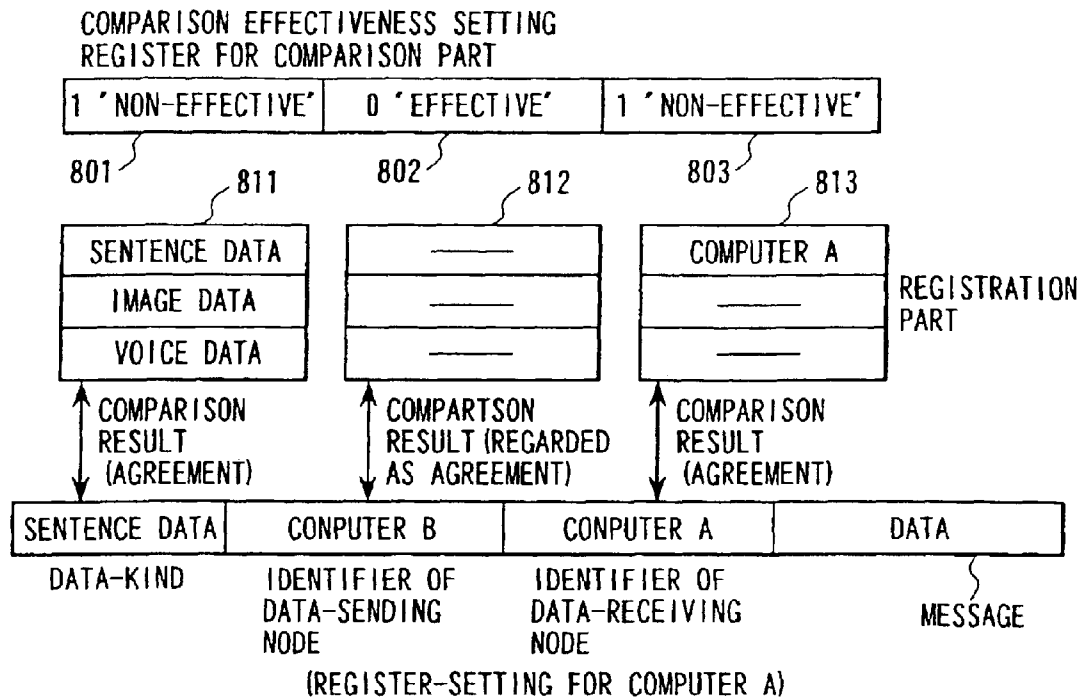 COMPARISON EFFECTIVENESS SETTING
REGISTER FOR COMPARISON PART
1 'NON-EFFECTIVE' 0 'EFFECTIVE' 1 'NON-EFFECTIVE'
801 802 803
811 812 813
SENTENCE DATA COMPUTER A
IMAGE DATA
VOICE DATA
REGISTRATION
PART
COMPARISON
RESULT
(AGREEMENT)
COMPARTSON
RESULT (REGARDED
AS AGREEMENT)
COMPARISON
RESULT
(AGREEMENT)
SENTENCE DATA CONPUTER B CONPUTER A DATA
DATA-KIND
IDENTIFIER OF
DATA-SENDING
NODE
IDENTIFIER OF
DATA-RECEIVING
NODE
MESSAGE
(REGISTER-SETTING FOR COMPUTER A)